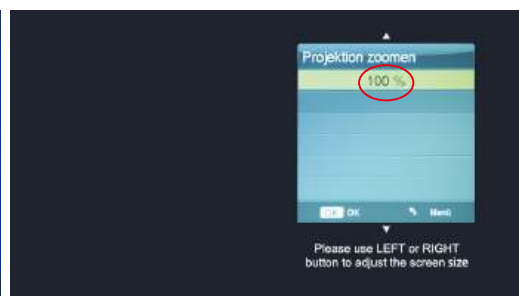 Projektion zoomen
100 %
OK OK Menü
Please use LEFT or RIGHT
button to adjust the screen size